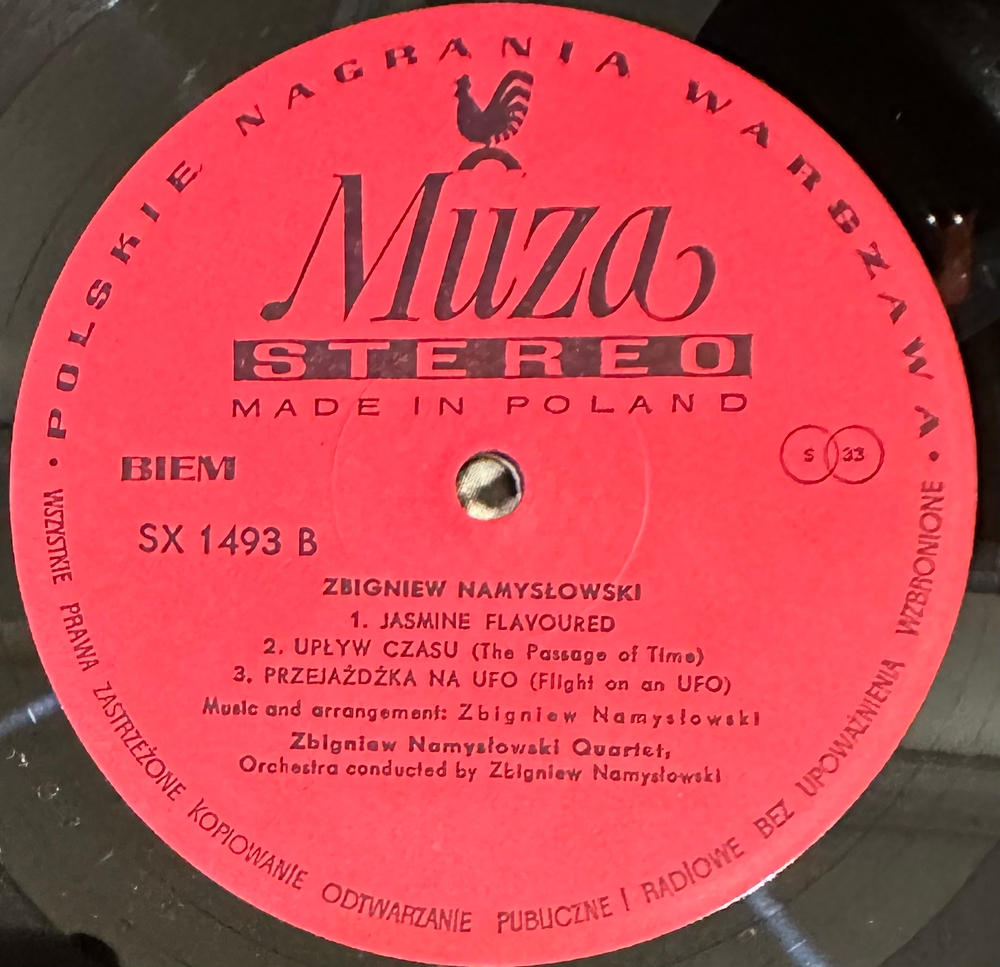 • POLSKIE NAGRANIA WARSZAWA •
Muza
STEREO
MADE IN POLAND
BIEM
S 33
SX 1493 B
ZBIGNIEW NAMYSŁOWSKI
1. JASMINE FLAVOURED
2. UPŁYW CZASU (The Passage of Time)
3. PRZEJAŻDŻKA NA UFO (Flight on an UFO)
Music and arrangement: Zbigniew Namysłowski
Zbigniew Namysłowski Quartet,
Orchestra conducted by Zbigniew Namysłowski
WSZYSTKIE PRAWA ZASTRZEŻONE KOPIOWANIE ODTWARZANIE PUBLICZNE I RADIOWE BEZ UPOWAŻNIENIA WZBRONIONE